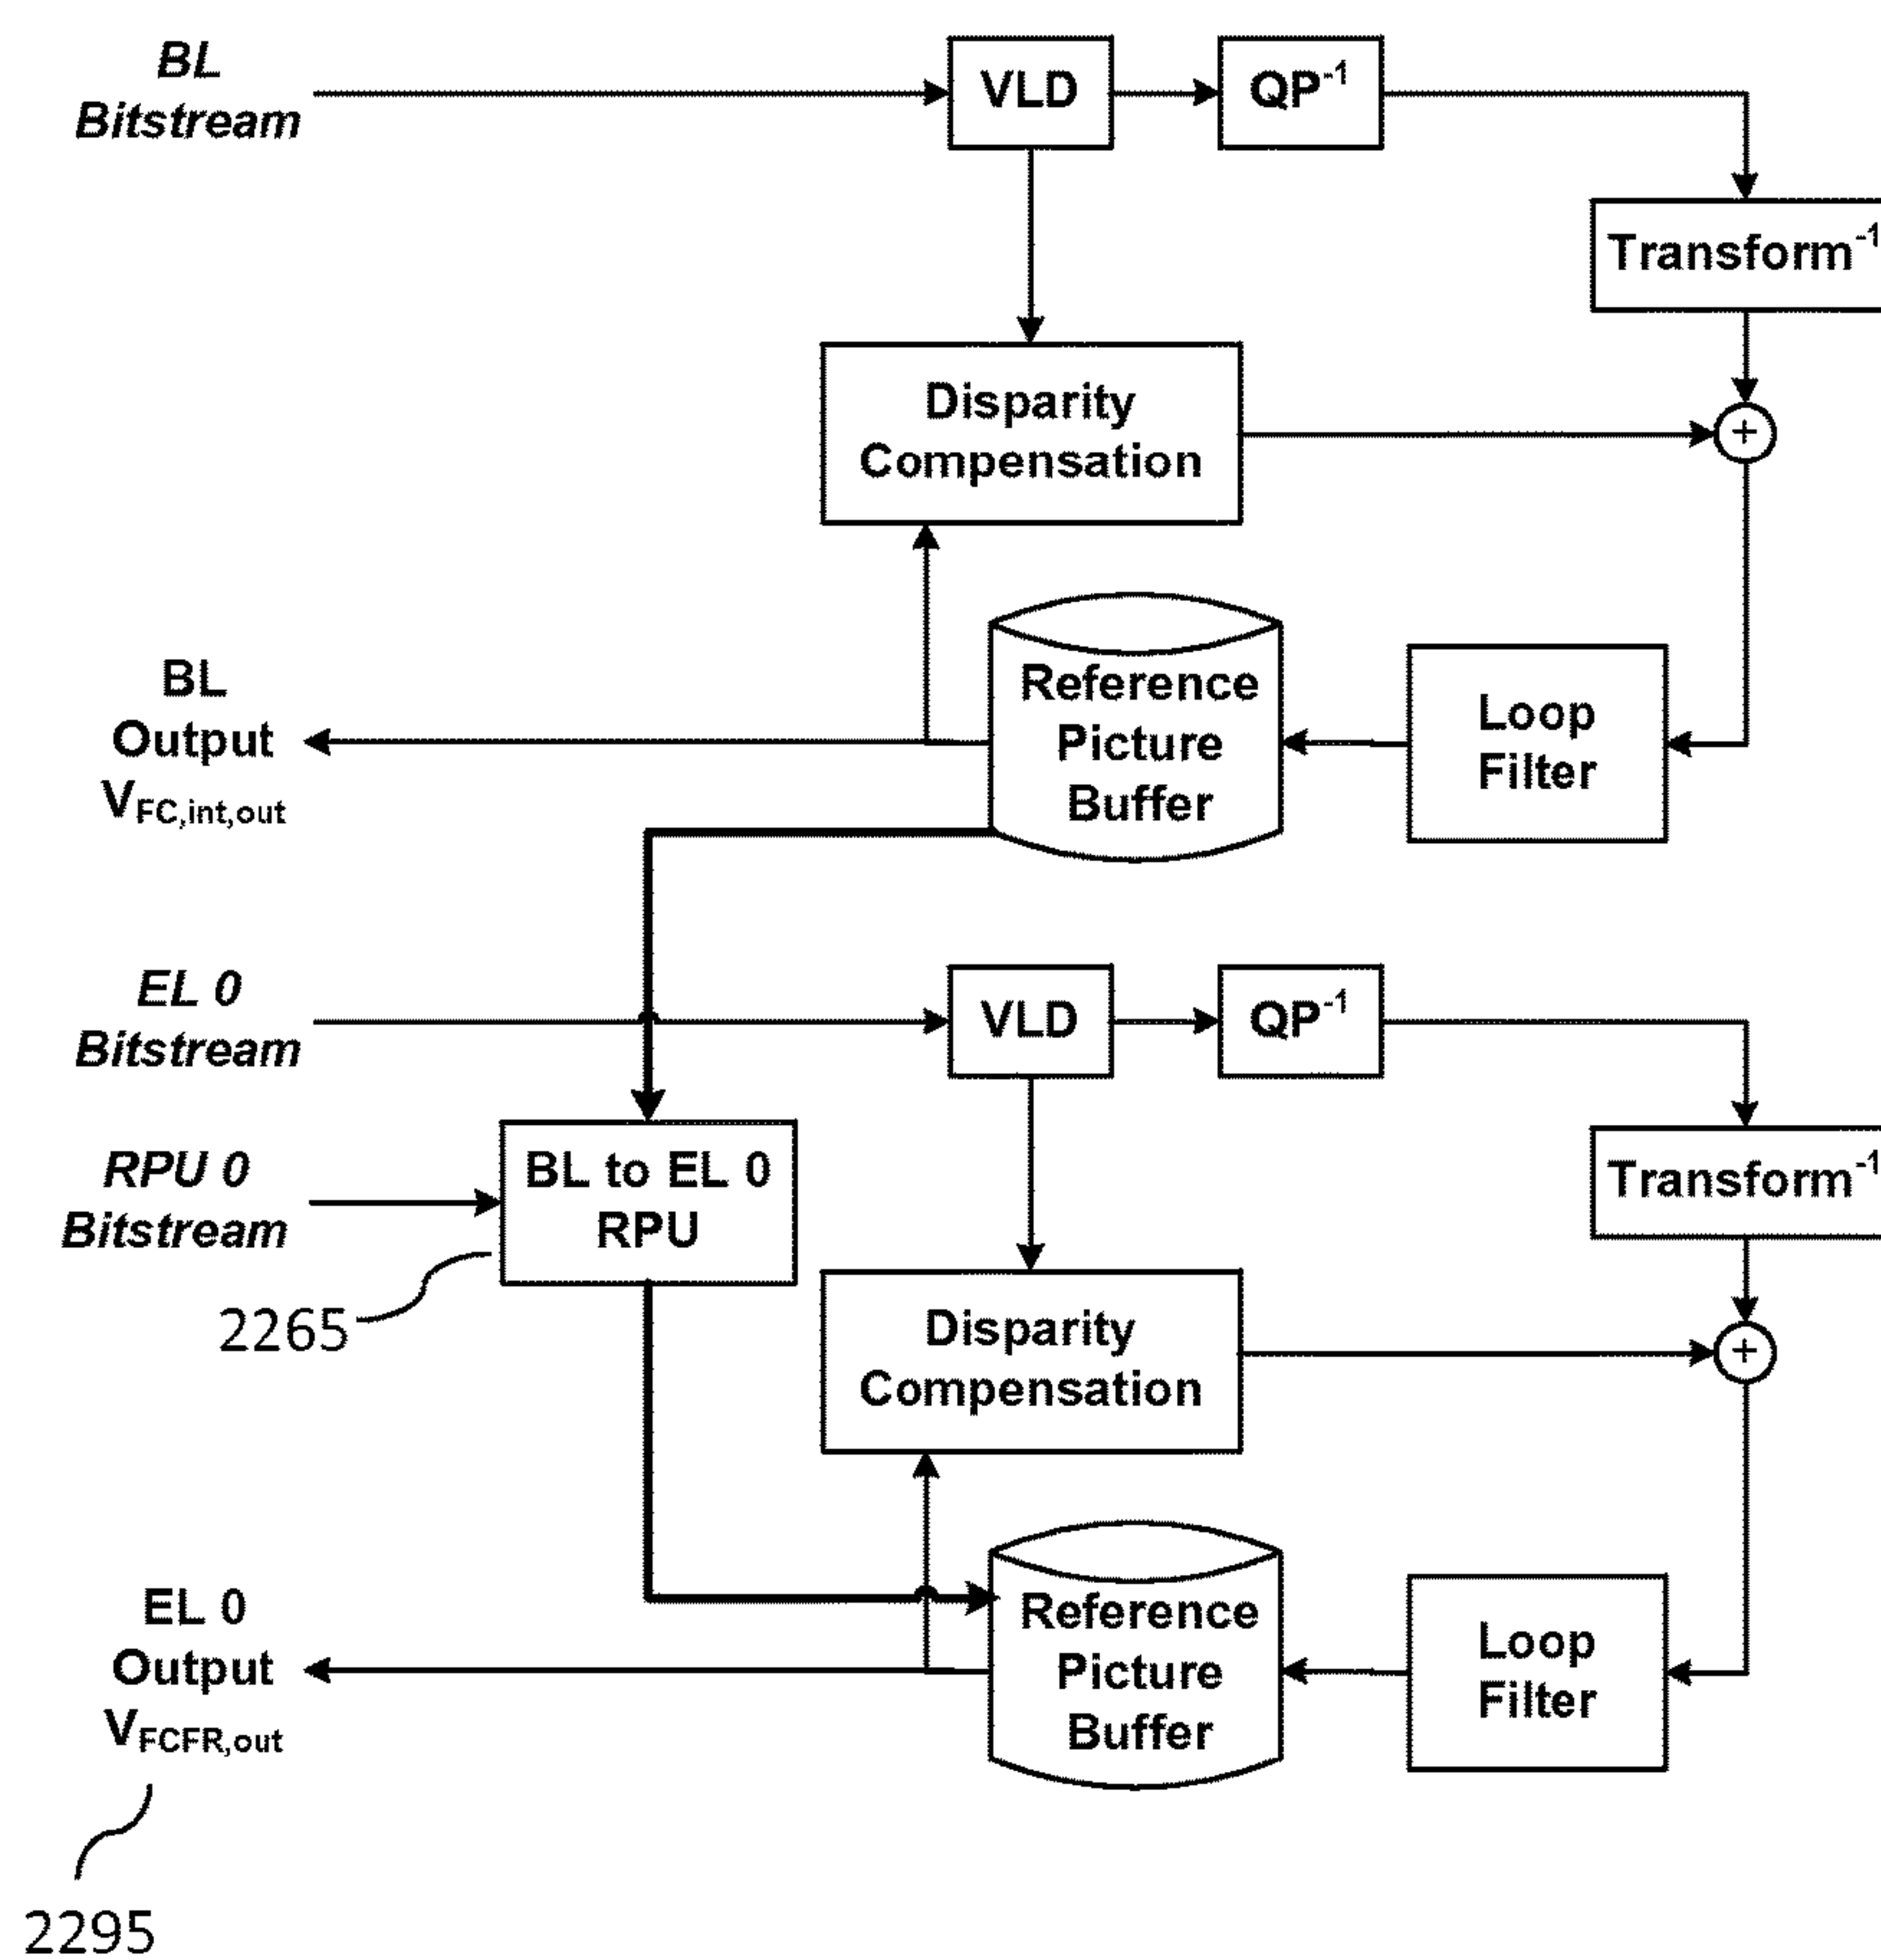 BL
Bitstream
VLD
QP⁻¹
Transform⁻¹
Disparity
Compensation
+
BL
Output
V_FC,int,out
Reference
Picture
Buffer
Loop
Filter
EL 0
Bitstream
VLD
QP⁻¹
RPU 0
Bitstream
BL to EL 0
RPU
Transform⁻¹
2265
Disparity
Compensation
+
EL 0
Output
V_FCFR,out
Reference
Picture
Buffer
Loop
Filter
2295